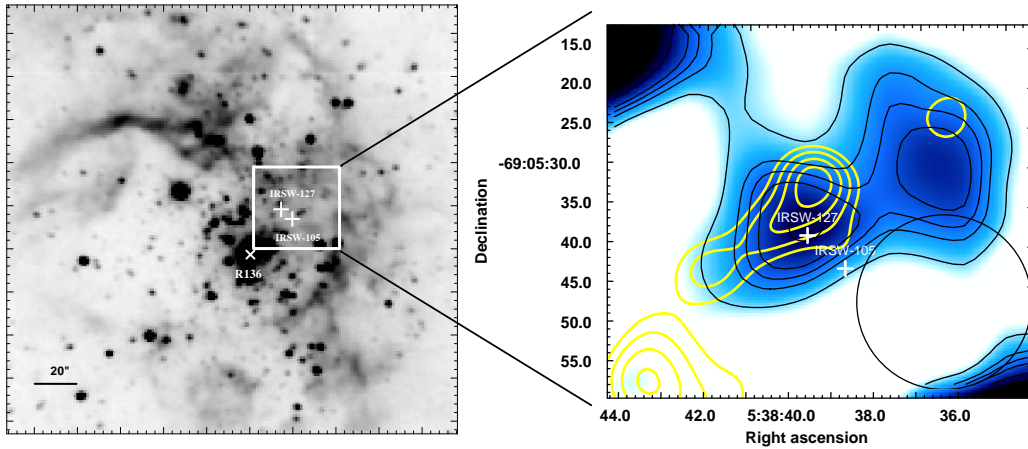 IRSW-127
IRSW-105
R136
20"
Declination
15.0
20.0
25.0
-69:05:30.0
35.0
40.0
45.0
50.0
55.0
IRSW-127
IRSW-105
44.0 42.0 5:38:40.0 38.0 36.0
Right ascension